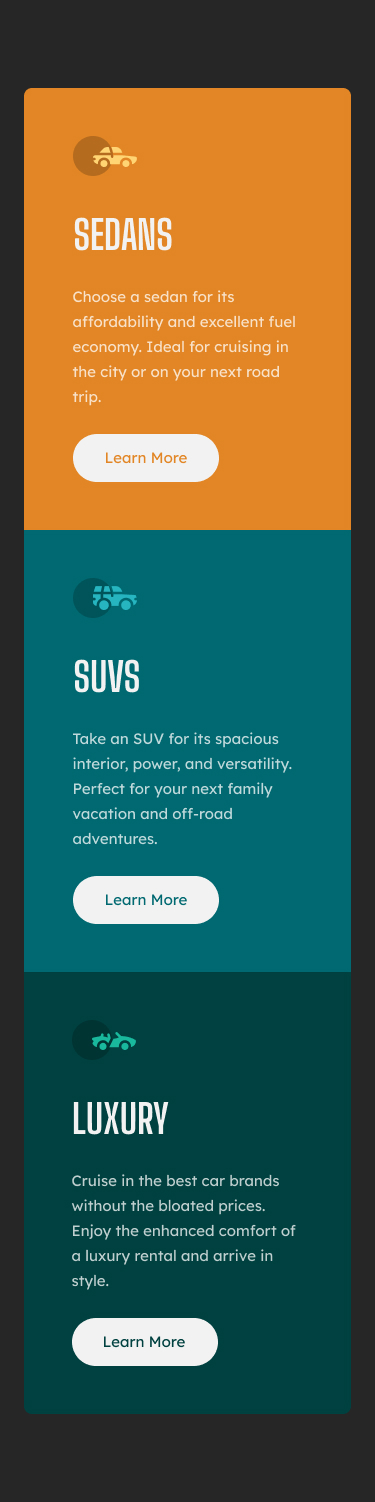 SEDANS
Choose a sedan for its
affordability and excellent fuel
economy. Ideal for cruising in
the city or on your next road
trip.
Learn More
SUVS
Take an SUV for its spacious
interior, power, and versatility.
Perfect for your next family
vacation and off-road
adventures.
Learn More
LUXURY
Cruise in the best car brands
without the bloated prices.
Enjoy the enhanced comfort of
a luxury rental and arrive in
style.
Learn More